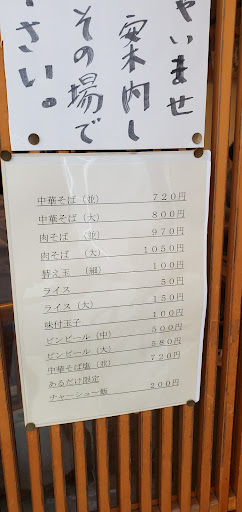 やいませ
案内し
その場で
さい。
中華そば（並） 720円
中華そば（大） 800円
肉そば （並） 970円
肉そば （大） 1050円
替え玉 （細） 100円
ライス 50円
ライス（大） 150円
味付玉子 100円
ビンビール（中） 500円
ビンビール（大） 580円
中華そば塩（並） 720円
あるだけ限定
チャーシュー飯 200円